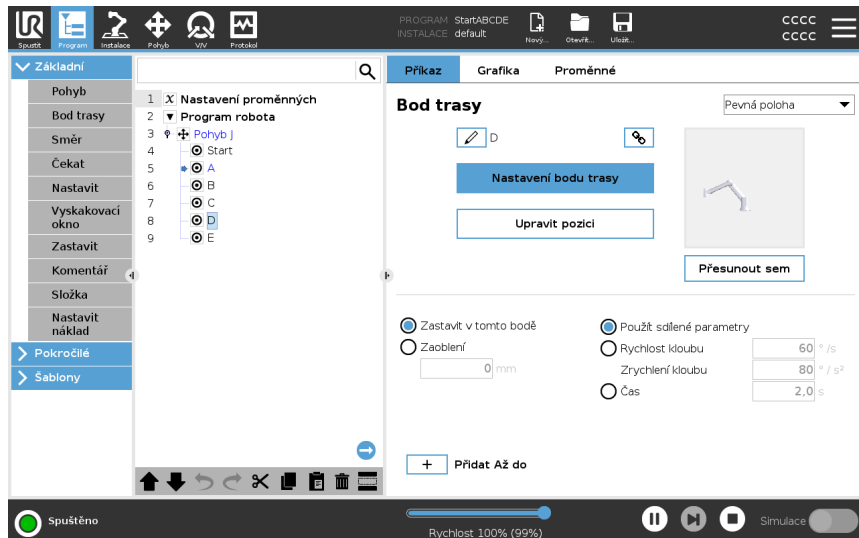 PROGRAM StartABCDE
INSTALACE default
UR
Spustit Program Instalace Pohyb V/V Protokol
Nový... Otevřít... Uložit...
cccc
cccc
Základní
Pohyb
Bod trasy
Směr
Čekat
Nastavit
Vyskakovací
okno
Zastavit
Komentář
Složka
Nastavit
náklad
Pokročilé
Šablony
1 X Nastavení proměnných
2 Program robota
3 Pohyb J
4 Start
5 A
6 B
7 C
8 D
9 E
Příkaz Grafika Proměnné
Bod trasy
Pevná poloha
D
Nastavení bodu trasy
Upravit pozici
Přesunout sem
Zastavit v tomto bodě
Zaoblení
0 mm
Použít sdílené parametry
Rychlost kloubu 60 ° /s
Zrychlení kloubu 80 ° / s²
Čas 2,0 s
+ Přidat Až do
Spuštěno
Rychlost 100% (99%)
Simulace